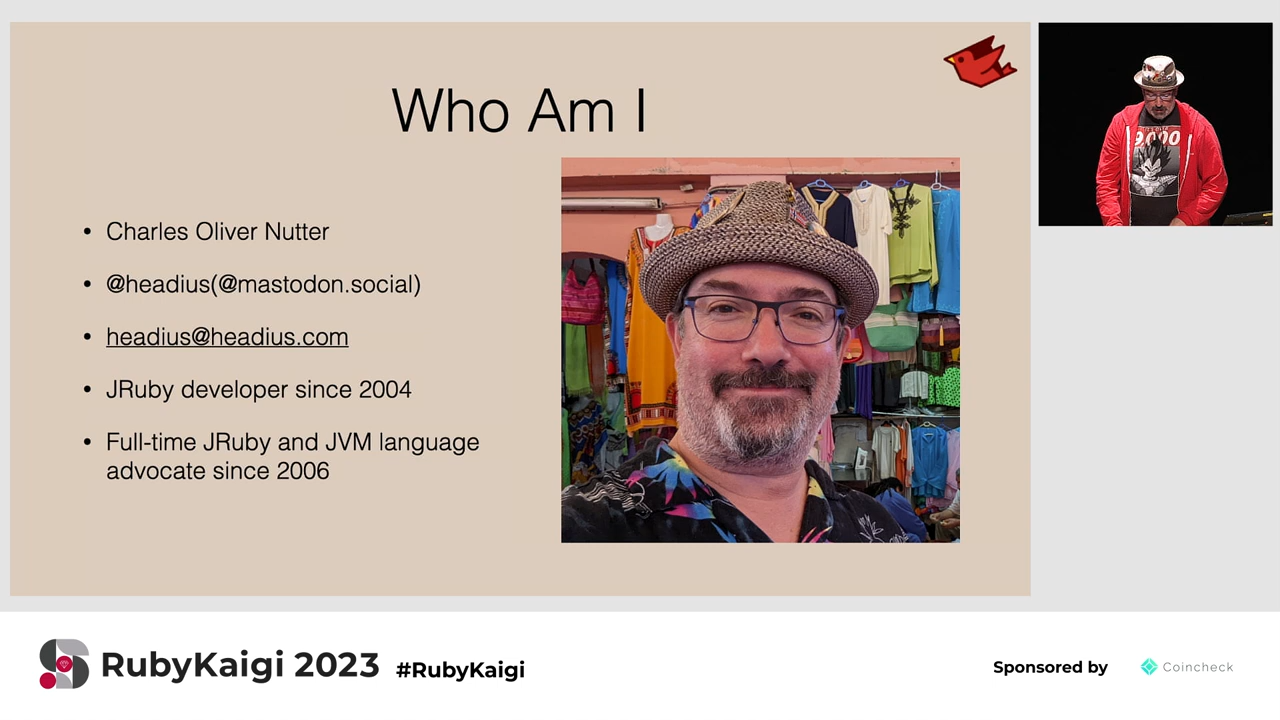 Who Am I
Charles Oliver Nutter
@headius(@mastodon.social)
headius@headius.com
JRuby developer since 2004
Full-time JRuby and JVM language
advocate since 2006
9000
RubyKaigi 2023 #RubyKaigi
Sponsored by Coincheck